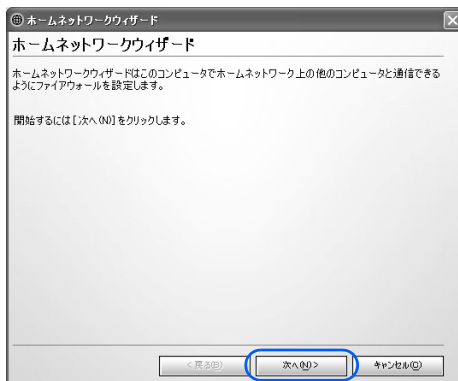 ホームネットワークウィザード
ホームネットワークウィザード
ホームネットワークウィザードはこのコンピュータでホームネットワーク上の他のコンピュータと通信できる
ようにファイアウォールを設定します。
開始するには[次へ(N)]をクリックします。
<戻る(B)
次へ(N)>
キャンセル(C)